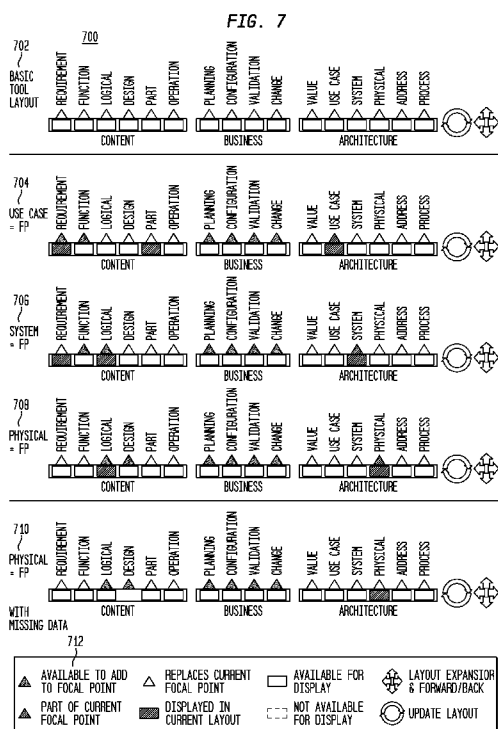 FIG. 7
700
702
BASIC TOOL LAYOUT
REQUIREMENT
FUNCTION
LOGICAL
DESIGN
PART
OPERATION
PLANNING
CONFIGURATION
VALIDATION
CHANGE
VALUE
USE CASE
SYSTEM
PHYSICAL
ADDRESS
PROCESS
CONTENT
BUSINESS
ARCHITECTURE
704
USE CASE = FP
REQUIREMENT
FUNCTION
LOGICAL
DESIGN
PART
OPERATION
PLANNING
CONFIGURATION
VALIDATION
CHANGE
VALUE
USE CASE
SYSTEM
PHYSICAL
ADDRESS
PROCESS
CONTENT
BUSINESS
ARCHITECTURE
706
SYSTEM = FP
REQUIREMENT
FUNCTION
LOGICAL
DESIGN
PART
OPERATION
PLANNING
CONFIGURATION
VALIDATION
CHANGE
VALUE
USE CASE
SYSTEM
PHYSICAL
ADDRESS
PROCESS
CONTENT
BUSINESS
ARCHITECTURE
708
PHYSICAL = FP
REQUIREMENT
FUNCTION
LOGICAL
DESIGN
PART
OPERATION
PLANNING
CONFIGURATION
VALIDATION
CHANGE
VALUE
USE CASE
SYSTEM
PHYSICAL
ADDRESS
PROCESS
CONTENT
BUSINESS
ARCHITECTURE
710
PHYSICAL = FP
WITH MISSING DATA
REQUIREMENT
FUNCTION
LOGICAL
DESIGN
PART
OPERATION
PLANNING
CONFIGURATION
VALIDATION
CHANGE
VALUE
USE CASE
SYSTEM
PHYSICAL
ADDRESS
PROCESS
CONTENT
BUSINESS
ARCHITECTURE
712
AVAILABLE TO ADD TO FOCAL POINT
REPLACES CURRENT FOCAL POINT
AVAILABLE FOR DISPLAY
LAYOUT EXPANSION & FORWARD/BACK
PART OF CURRENT FOCAL POINT
DISPLAYED IN CURRENT LAYOUT
NOT AVAILABLE FOR DISPLAY
UPDATE LAYOUT